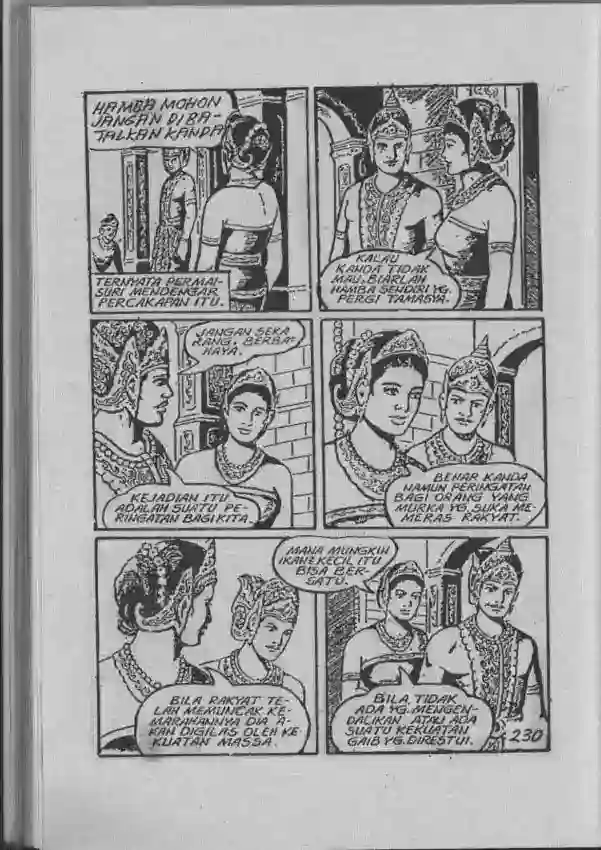 HAMBA MOHON
JANGAN DIBA-
TALKAN KANDA
TERNYATA PERMAI-
SURI MENDENGAR
PERCAKAPAN ITU.
KALAU
KANDA TIDAK
MAU, BIARLAH
HAMBA SENDIRI YG.
PERGI TAMASYA.
JANGAN SEKA
RANG. BERBA-
HAYA.
KEJADIAN ITU
ADALAH SUATU PE-
RINGATAN BAGI KITA.
BENAR KANDA
NAMUN PERINGATAN
BAGI ORANG YANG
MURKA YG. SUKA ME-
MERAS RAKYAT.
BILA RAKYAT TE-
LAH MEMUNCAK KE-
MARAHANNYA DIA A-
KAN DIGILAS OLEH KE-
KUATAN MASSA.
MANA MUNGKIN
IKAN2 KECIL ITU
BISA BER-
SATU.
BILA TIDAK
ADA YG. MENGEN-
DALIKAN ATAU ADA
SUATU KEKUATAN
GAIB YG. DIRESTUI.
230